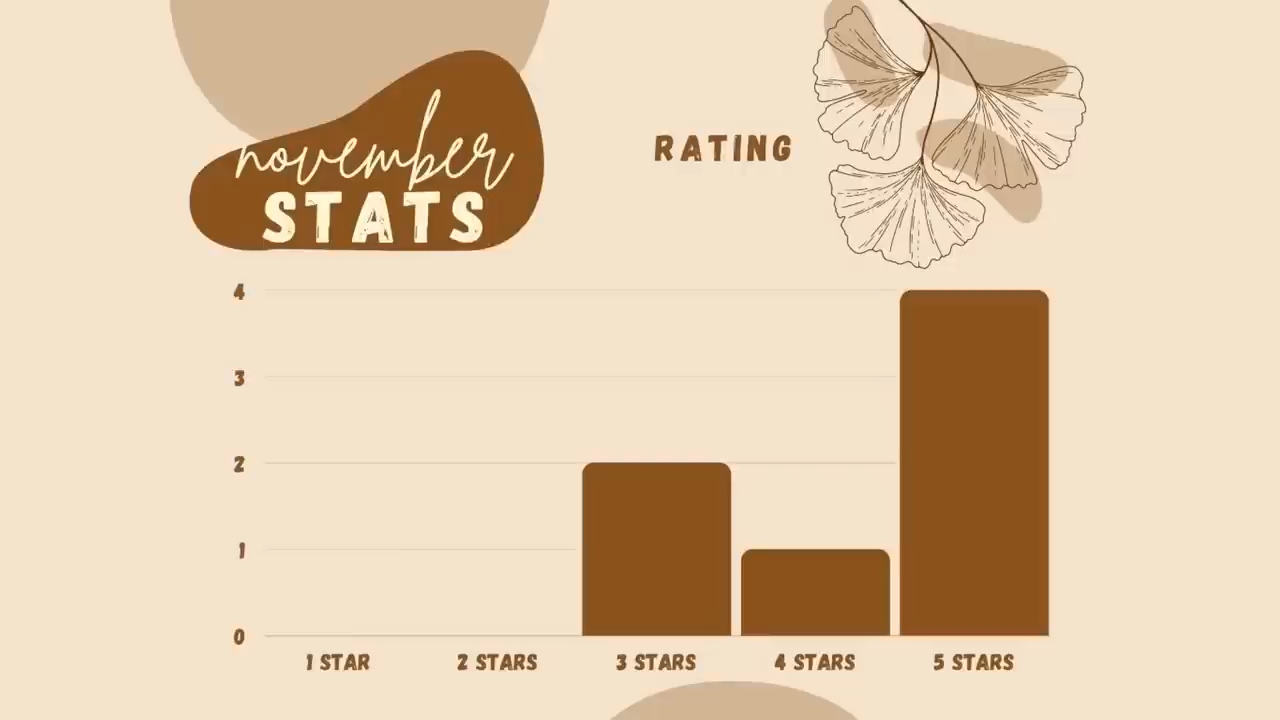 november
STATS
RATING
4
3
2
1
0
1 STAR
2 STARS
3 STARS
4 STARS
5 STARS